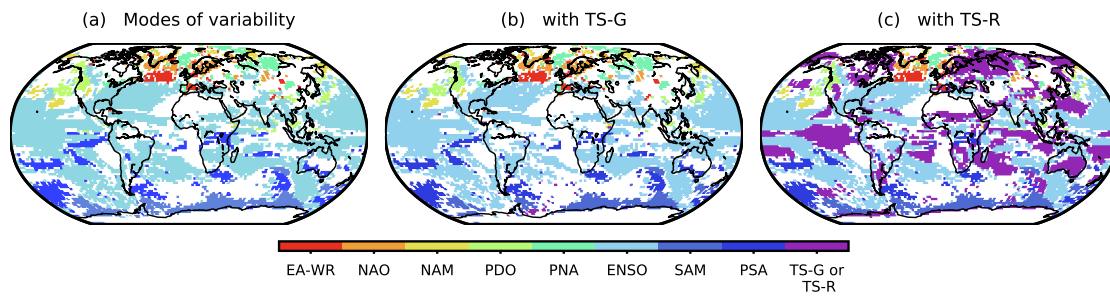 (a) Modes of variability
(b) with TS-G
(c) with TS-R
EA-WR NAO NAM PDO PNA ENSO SAM PSA TS-G or
TS-R